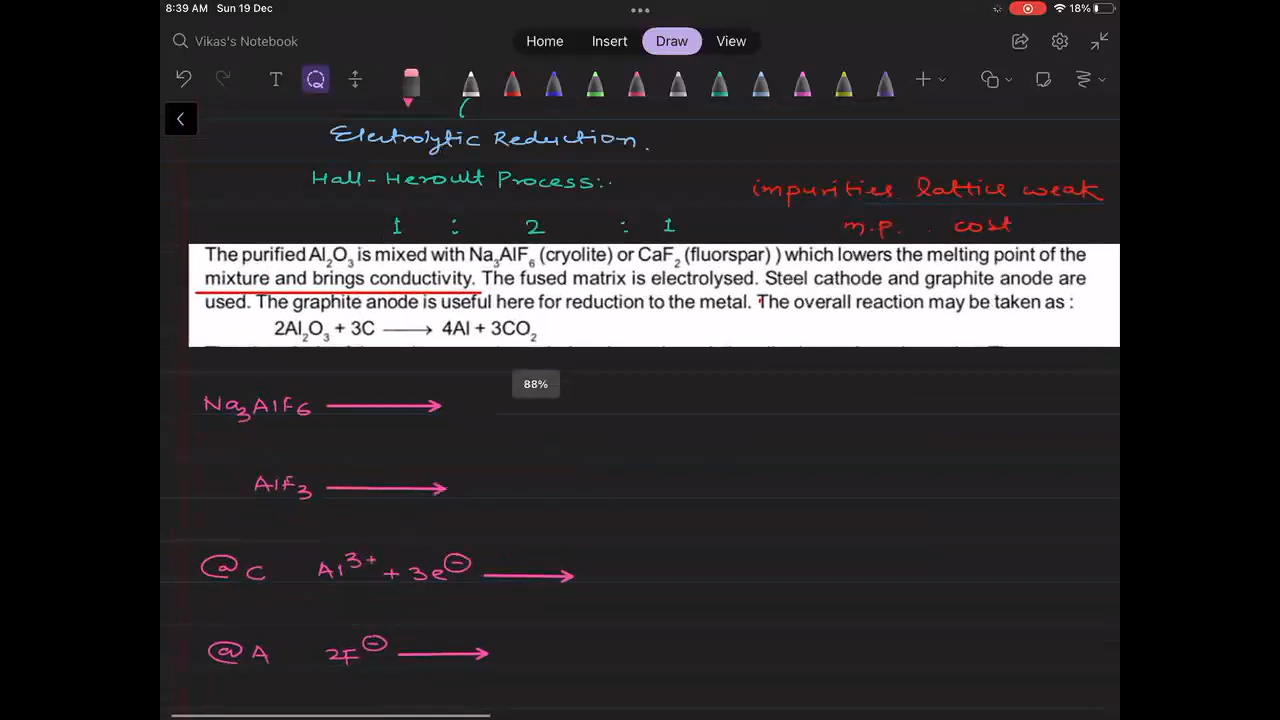 8:39 AM Sun 19 Dec
18%
Vikas's Notebook
Home Insert Draw View
T
Electrolytic Reduction.
Hall-Heroult Process:.
impurities lattice weak
1 : 2 : 1
m.p. cost
The purified Al₂O₃ is mixed with Na₃AlF₆ (cryolite) or CaF₂ (fluorspar) ) which lowers the melting point of the
mixture and brings conductivity. The fused matrix is electrolysed. Steel cathode and graphite anode are
used. The graphite anode is useful here for reduction to the metal. The overall reaction may be taken as :
2Al₂O₃ + 3C ⟶ 4Al + 3CO₂
88%
Na₃AlF₆ ⟶
AlF₃ ⟶
@C Al³⁺ + 3e⊖ ⟶
@A 2F⊖ ⟶